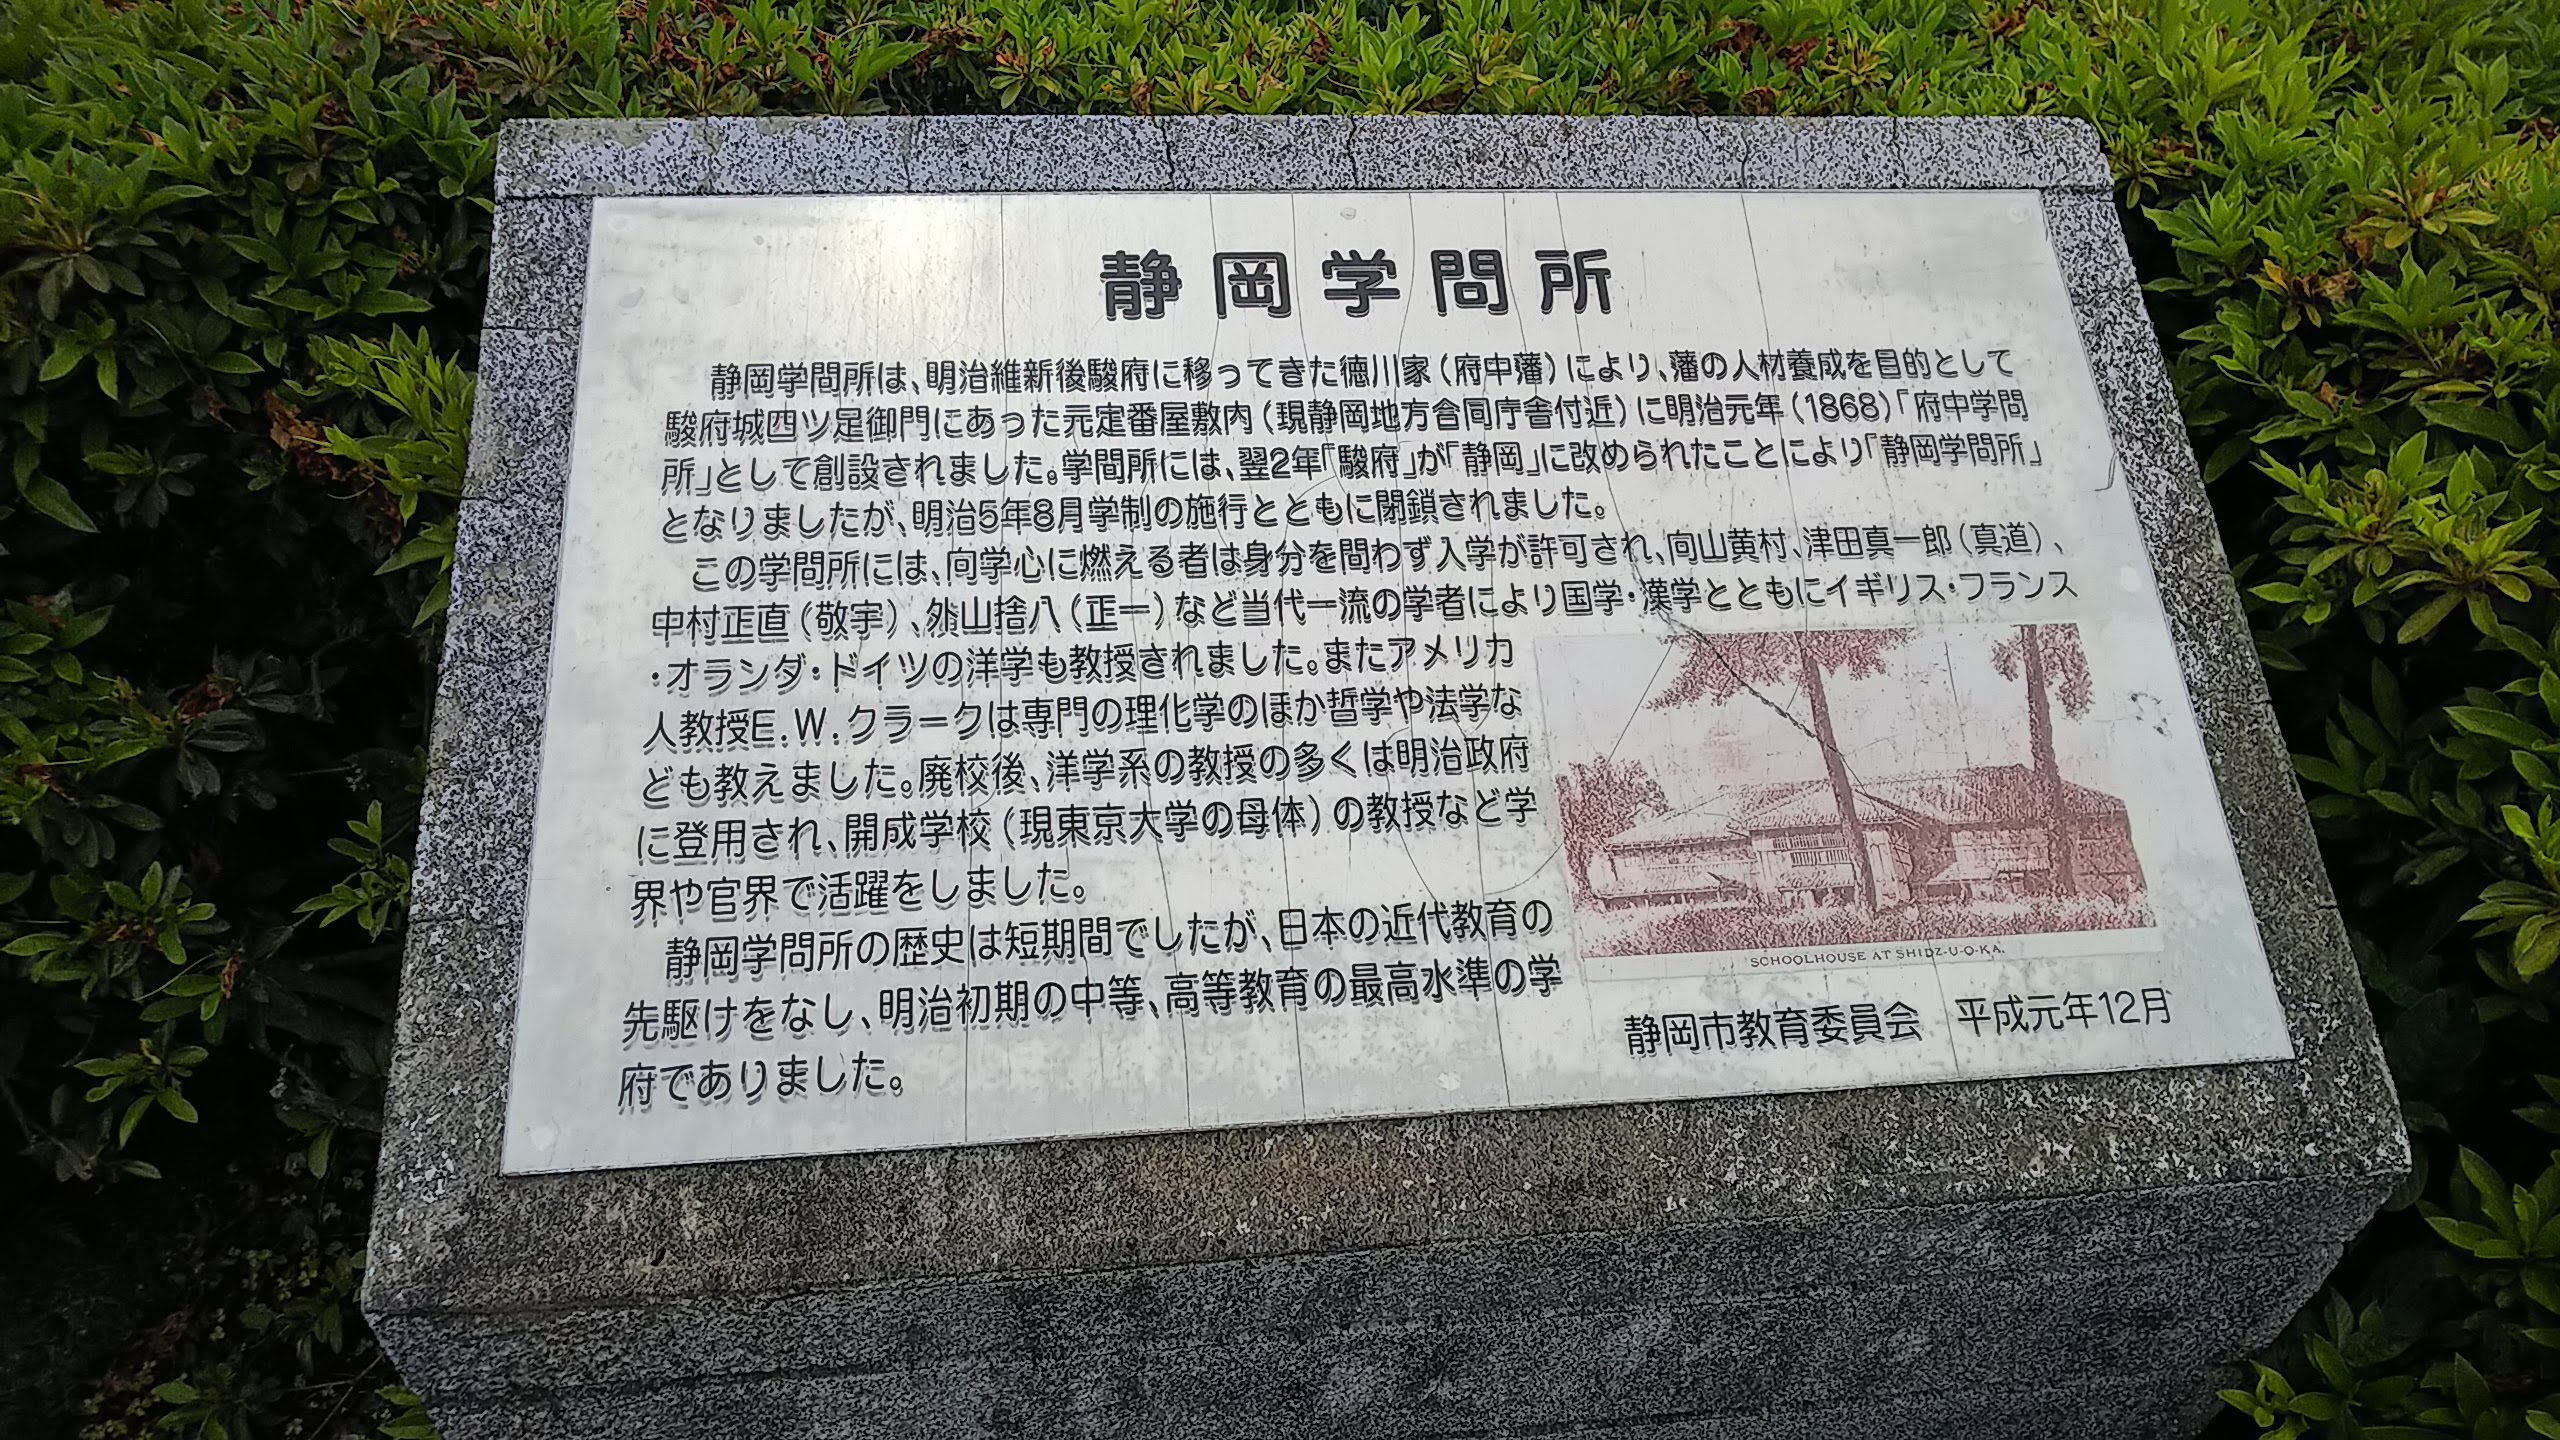 静岡学問所
静岡学問所は、明治維新後駿府に移ってきた徳川家（府中藩）により、藩の人材養成を目的として
駿府城四ツ足御門にあった元定番屋敷内（現静岡地方合同庁舎付近）に明治元年（1868）「府中学問
所」として創設されました。学問所には、翌2年「駿府」が「静岡」に改められたことにより「静岡学問所」
となりましたが、明治5年8月学制の施行とともに閉鎖されました。
この学問所には、向学心に燃える者は身分を問わず入学が許可され、向山黄村、津田真一郎（真道）、
中村正直（敬宇）、外山捨八（正一）など当代一流の学者により国学・漢学とともにイギリス・フランス
・オランダ・ドイツの洋学も教授されました。またアメリカ
人教授E.W.クラークは専門の理化学のほか哲学や法学な
ども教えました。廃校後、洋学系の教授の多くは明治政府
に登用され、開成学校（現東京大学の母体）の教授など学
界や官界で活躍をしました。
静岡学問所の歴史は短期間でしたが、日本の近代教育の
先駆けをなし、明治初期の中等、高等教育の最高水準の学
府でありました。
SCHOOLHOUSE AT SHIDZ-U-O-KA.
静岡市教育委員会　平成元年12月